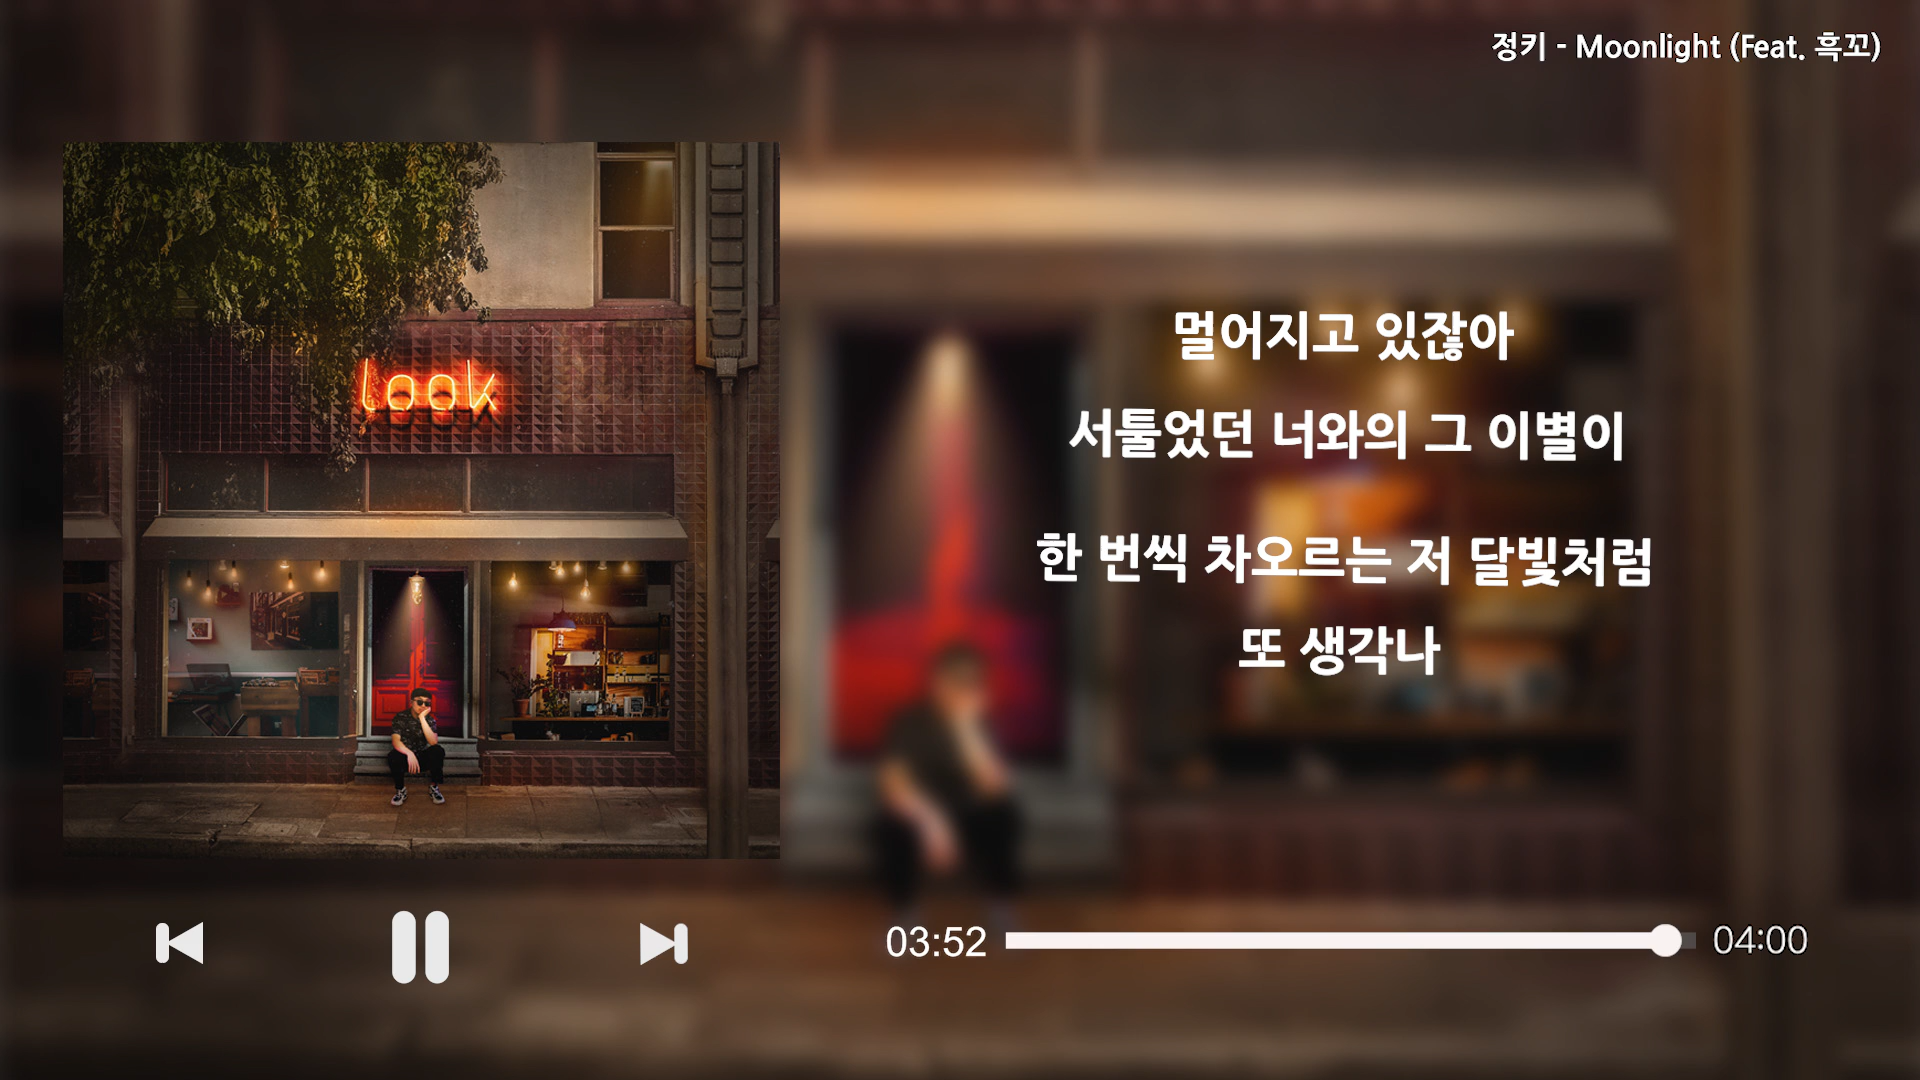 정키 - Moonlight (Feat. 흑꼬)
look
멀어지고 있잖아
서툴었던 너와의 그 이별이
한 번씩 차오르는 저 달빛처럼
또 생각나
03:52
04:00